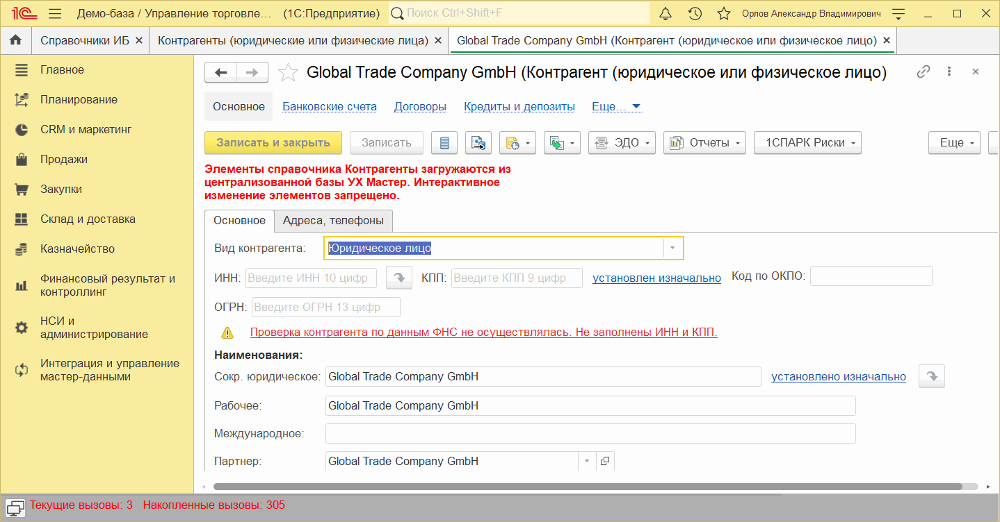 1С Демо-база / Управление торговле... (1С:Предприятие) Поиск Ctrl+Shift+F Орлов Александр Владимирович
Справочники ИБ × Контрагенты (юридические или физические лица) × Global Trade Company GmbH (Контрагент (юридическое или физическое лицо) ×
Главное
Планирование
CRM и маркетинг
Продажи
Закупки
Склад и доставка
Казначейство
Финансовый результат и
контроллинг
НСИ и
администрирование
Интеграция и управление
мастер-данными
Global Trade Company GmbH (Контрагент (юридическое или физическое лицо)
Основное Банковские счета Договоры Кредиты и депозиты Еще...
Записать и закрыть Записать ЭДО Отчеты 1СПАРК Риски Еще
Элементы справочника Контрагенты загружаются из
централизованной базы УХ Мастер. Интерактивное
изменение элементов запрещено.
Основное Адреса, телефоны
Вид контрагента: Юридическое лицо
ИНН: Введите ИНН 10 цифр КПП: Введите КПП 9 цифр установлен изначально Код по ОКПО:
ОГРН: Введите ОГРН 13 цифр
Проверка контрагента по данным ФНС не осуществлялась. Не заполнены ИНН и КПП.
Наименования:
Сокр. юридическое: Global Trade Company GmbH установлено изначально
Рабочее: Global Trade Company GmbH
Международное:
Партнер: Global Trade Company GmbH
Текущие вызовы: 3 Накопленные вызовы: 305